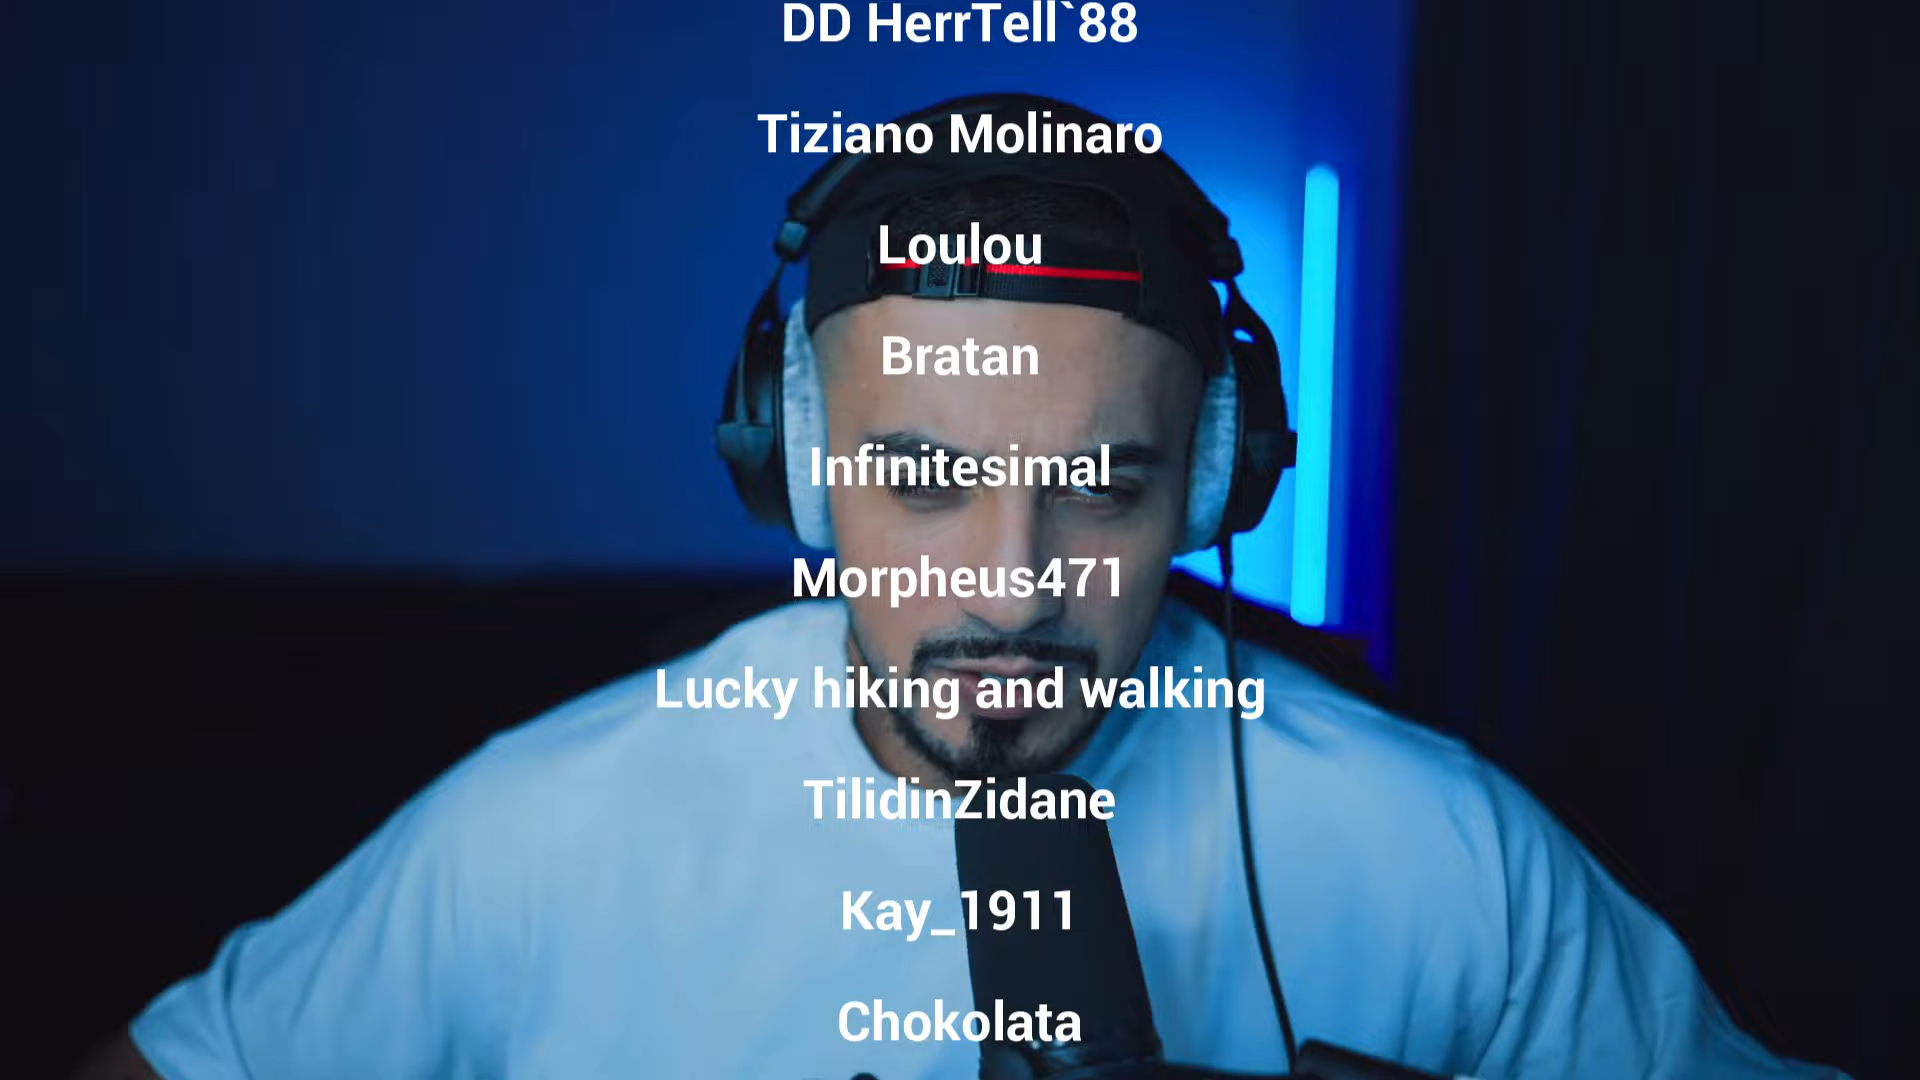 DD HerrTell`88
Tiziano Molinaro
Loulou
Bratan
Infinitesimal
Morpheus471
Lucky hiking and walking
TilidinZidane
Kay_1911
Chokolata